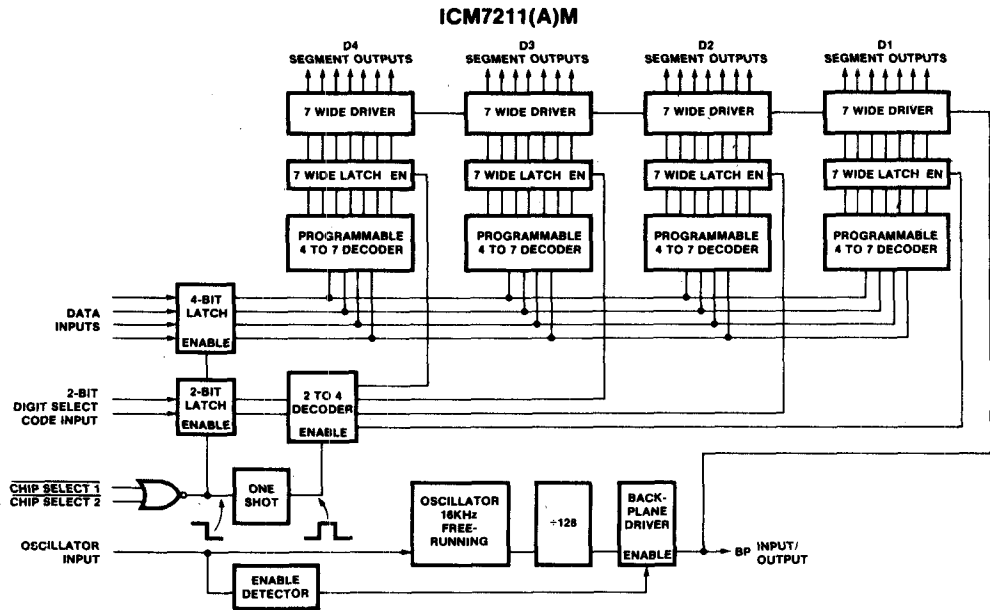 ICM7211(A)M
D4
SEGMENT OUTPUTS
D3
SEGMENT OUTPUTS
D2
SEGMENT OUTPUTS
D1
SEGMENT OUTPUTS
7 WIDE DRIVER
7 WIDE DRIVER
7 WIDE DRIVER
7 WIDE DRIVER
7 WIDE LATCH EN
7 WIDE LATCH EN
7 WIDE LATCH EN
7 WIDE LATCH EN
PROGRAMMABLE
4 TO 7 DECODER
PROGRAMMABLE
4 TO 7 DECODER
PROGRAMMABLE
4 TO 7 DECODER
PROGRAMMABLE
4 TO 7 DECODER
DATA
INPUTS
4-BIT
LATCH
ENABLE
2-BIT
DIGIT SELECT
CODE INPUT
2-BIT
LATCH
ENABLE
2 TO 4
DECODER
ENABLE
CHIP SELECT 1
CHIP SELECT 2
ONE
SHOT
OSCILLATOR
INPUT
ENABLE
DETECTOR
OSCILLATOR
16KHz
FREE-
RUNNING
÷128
BACK-
PLANE
DRIVER
ENABLE
BP INPUT/
OUTPUT